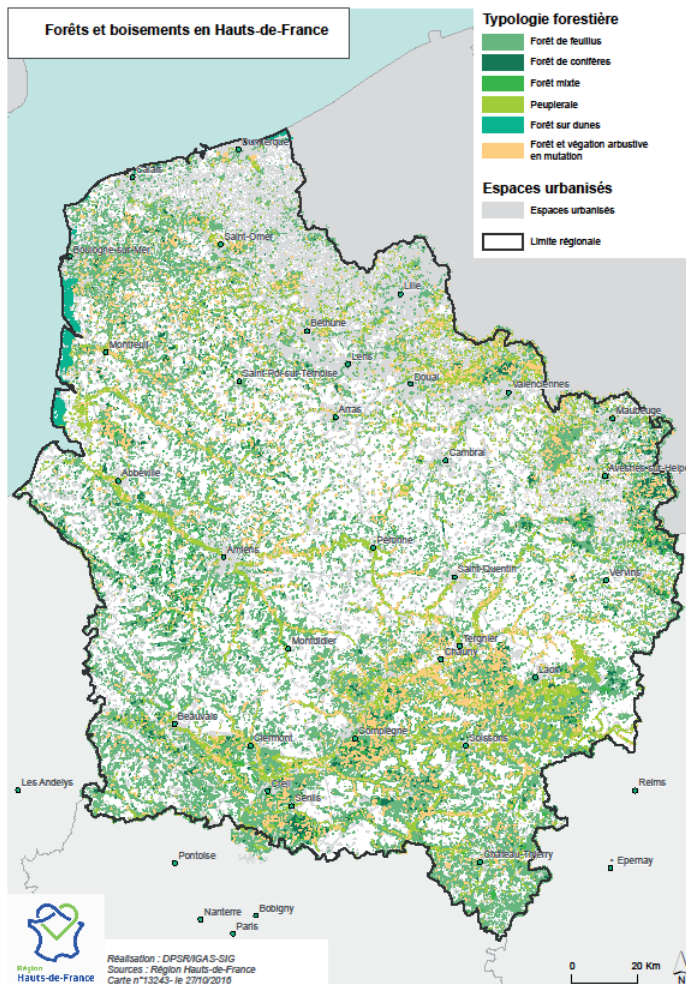 Forêts et boisements en Hauts-de-France
Typologie forestière
Forêt de feuillus
Forêt de conifères
Forêt mixte
Peupleraie
Forêt sur dunes
Forêt et végation arbustive
en mutation
Espaces urbanisés
Espaces urbanisés
Limite régionale
Dunkerque
Calais
Saint-Omer
Boulogne-sur-Mer
Lille
Béthune
Montreuil
Lens
Saint-Pol-sur-Ternoise
Douai
Valenciennes
Arras
Maubeuge
Cambrai
Avesnes-sur-Helpe
Abbeville
Amiens
Péronne
Saint-Quentin
Vervins
Montdidier
Tergnier
Chauny
Laon
Beauvais
Clermont
Compiègne
Soissons
Les Andelys
Creil
Senlis
Reims
Pontoise
Château-Thierry
Epernay
Nanterre
Bobigny
Paris
Région
Hauts-de-France
Réalisation : DPSR/IGAS-SIG
Sources : Région Hauts-de-France
Carte n°13243- le 27/10/2016
0 20 Km
N